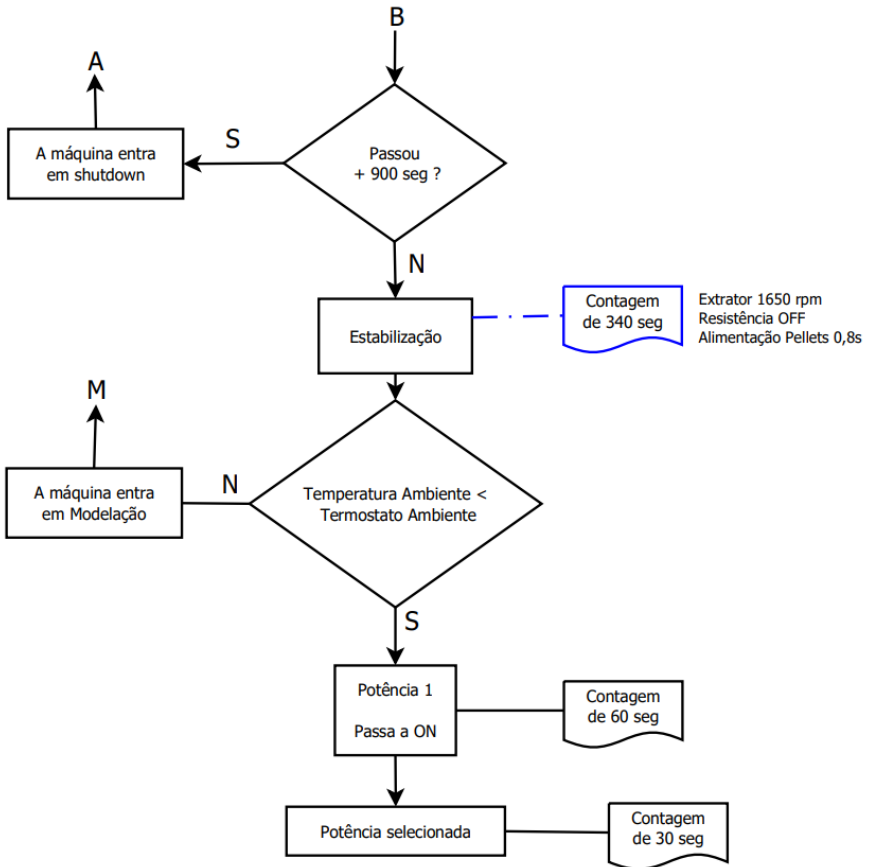 B
A
S
A máquina entra
em shutdown
Passou
+ 900 seg ?
N
Estabilização
Contagem
de 340 seg
Extrator 1650 rpm
Resistência OFF
Alimentação Pellets 0,8s
M
N
A máquina entra
em Modelação
Temperatura Ambiente <
Termostato Ambiente
S
Potência 1
Passa a ON
Contagem
de 60 seg
Potência selecionada
Contagem
de 30 seg